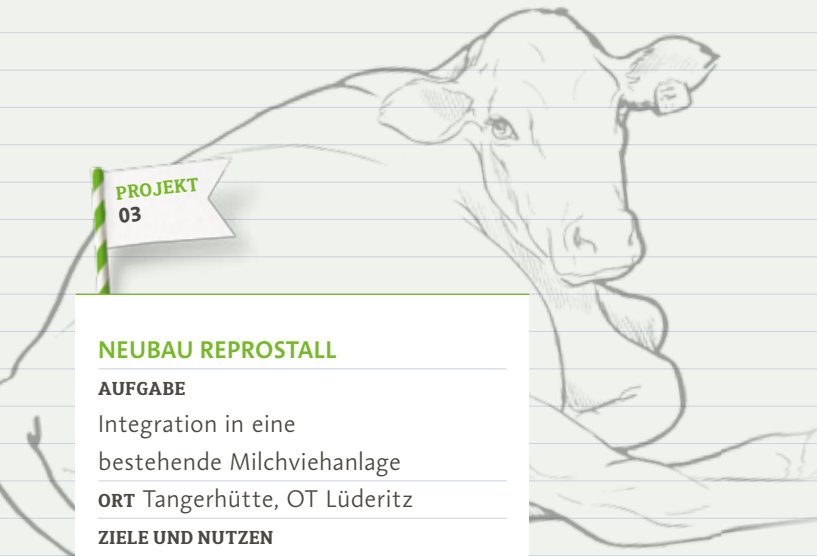 PROJEKT
03
NEUBAU REPROSTALL
AUFGABE
Integration in eine
bestehende Milchviehanlage
ORT Tangerhütte, OT Lüderitz
ZIELE UND NUTZEN